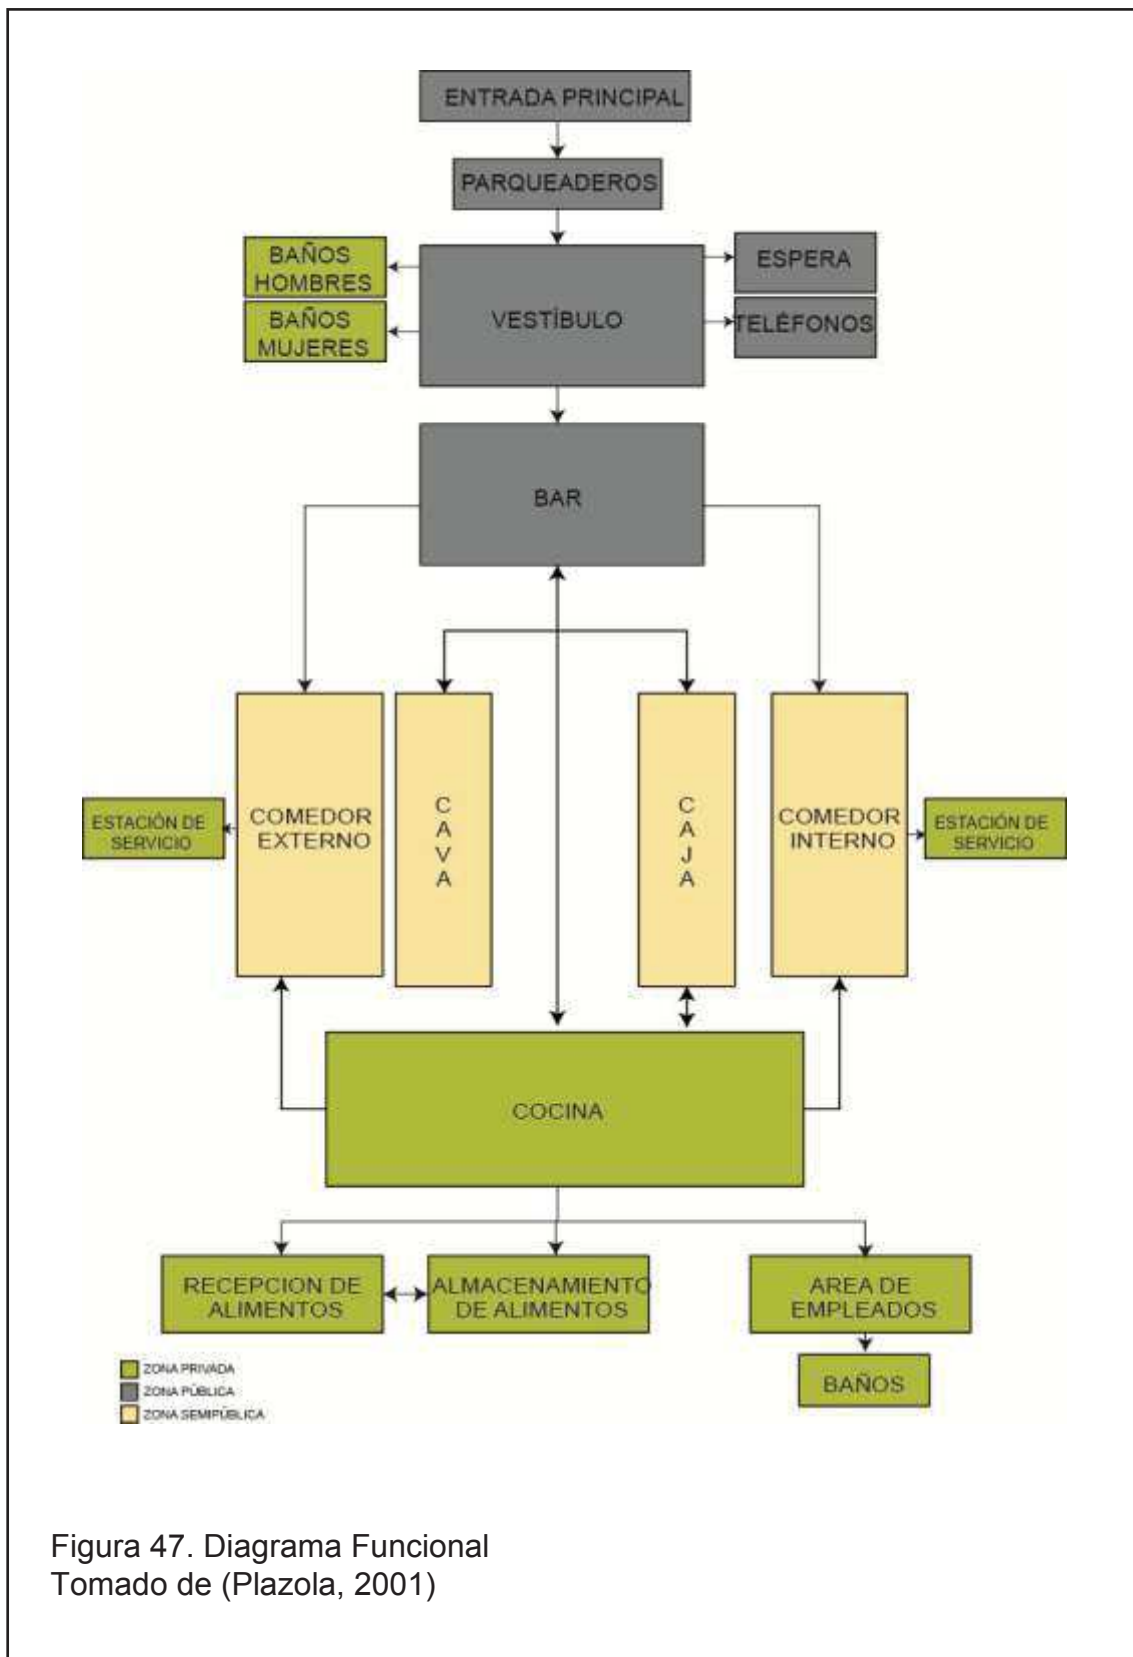 ENTRADA PRINCIPAL
PARQUEADEROS
BAÑOS
HOMBRES
BAÑOS
MUJERES
VESTÍBULO
ESPERA
TELÉFONOS
BAR
ESTACIÓN DE
SERVICIO
COMEDOR
EXTERNO
C
A
V
A
C
A
J
A
COMEDOR
INTERNO
ESTACIÓN DE
SERVICIO
COCINA
RECEPCION DE
ALIMENTOS
ALMACENAMIENTO
DE ALIMENTOS
AREA DE
EMPLEADOS
BAÑOS
ZONA PRIVADA
ZONA PÚBLICA
ZONA SEMIPÚBLICA
Figura 47. Diagrama Funcional
Tomado de (Plazola, 2001)